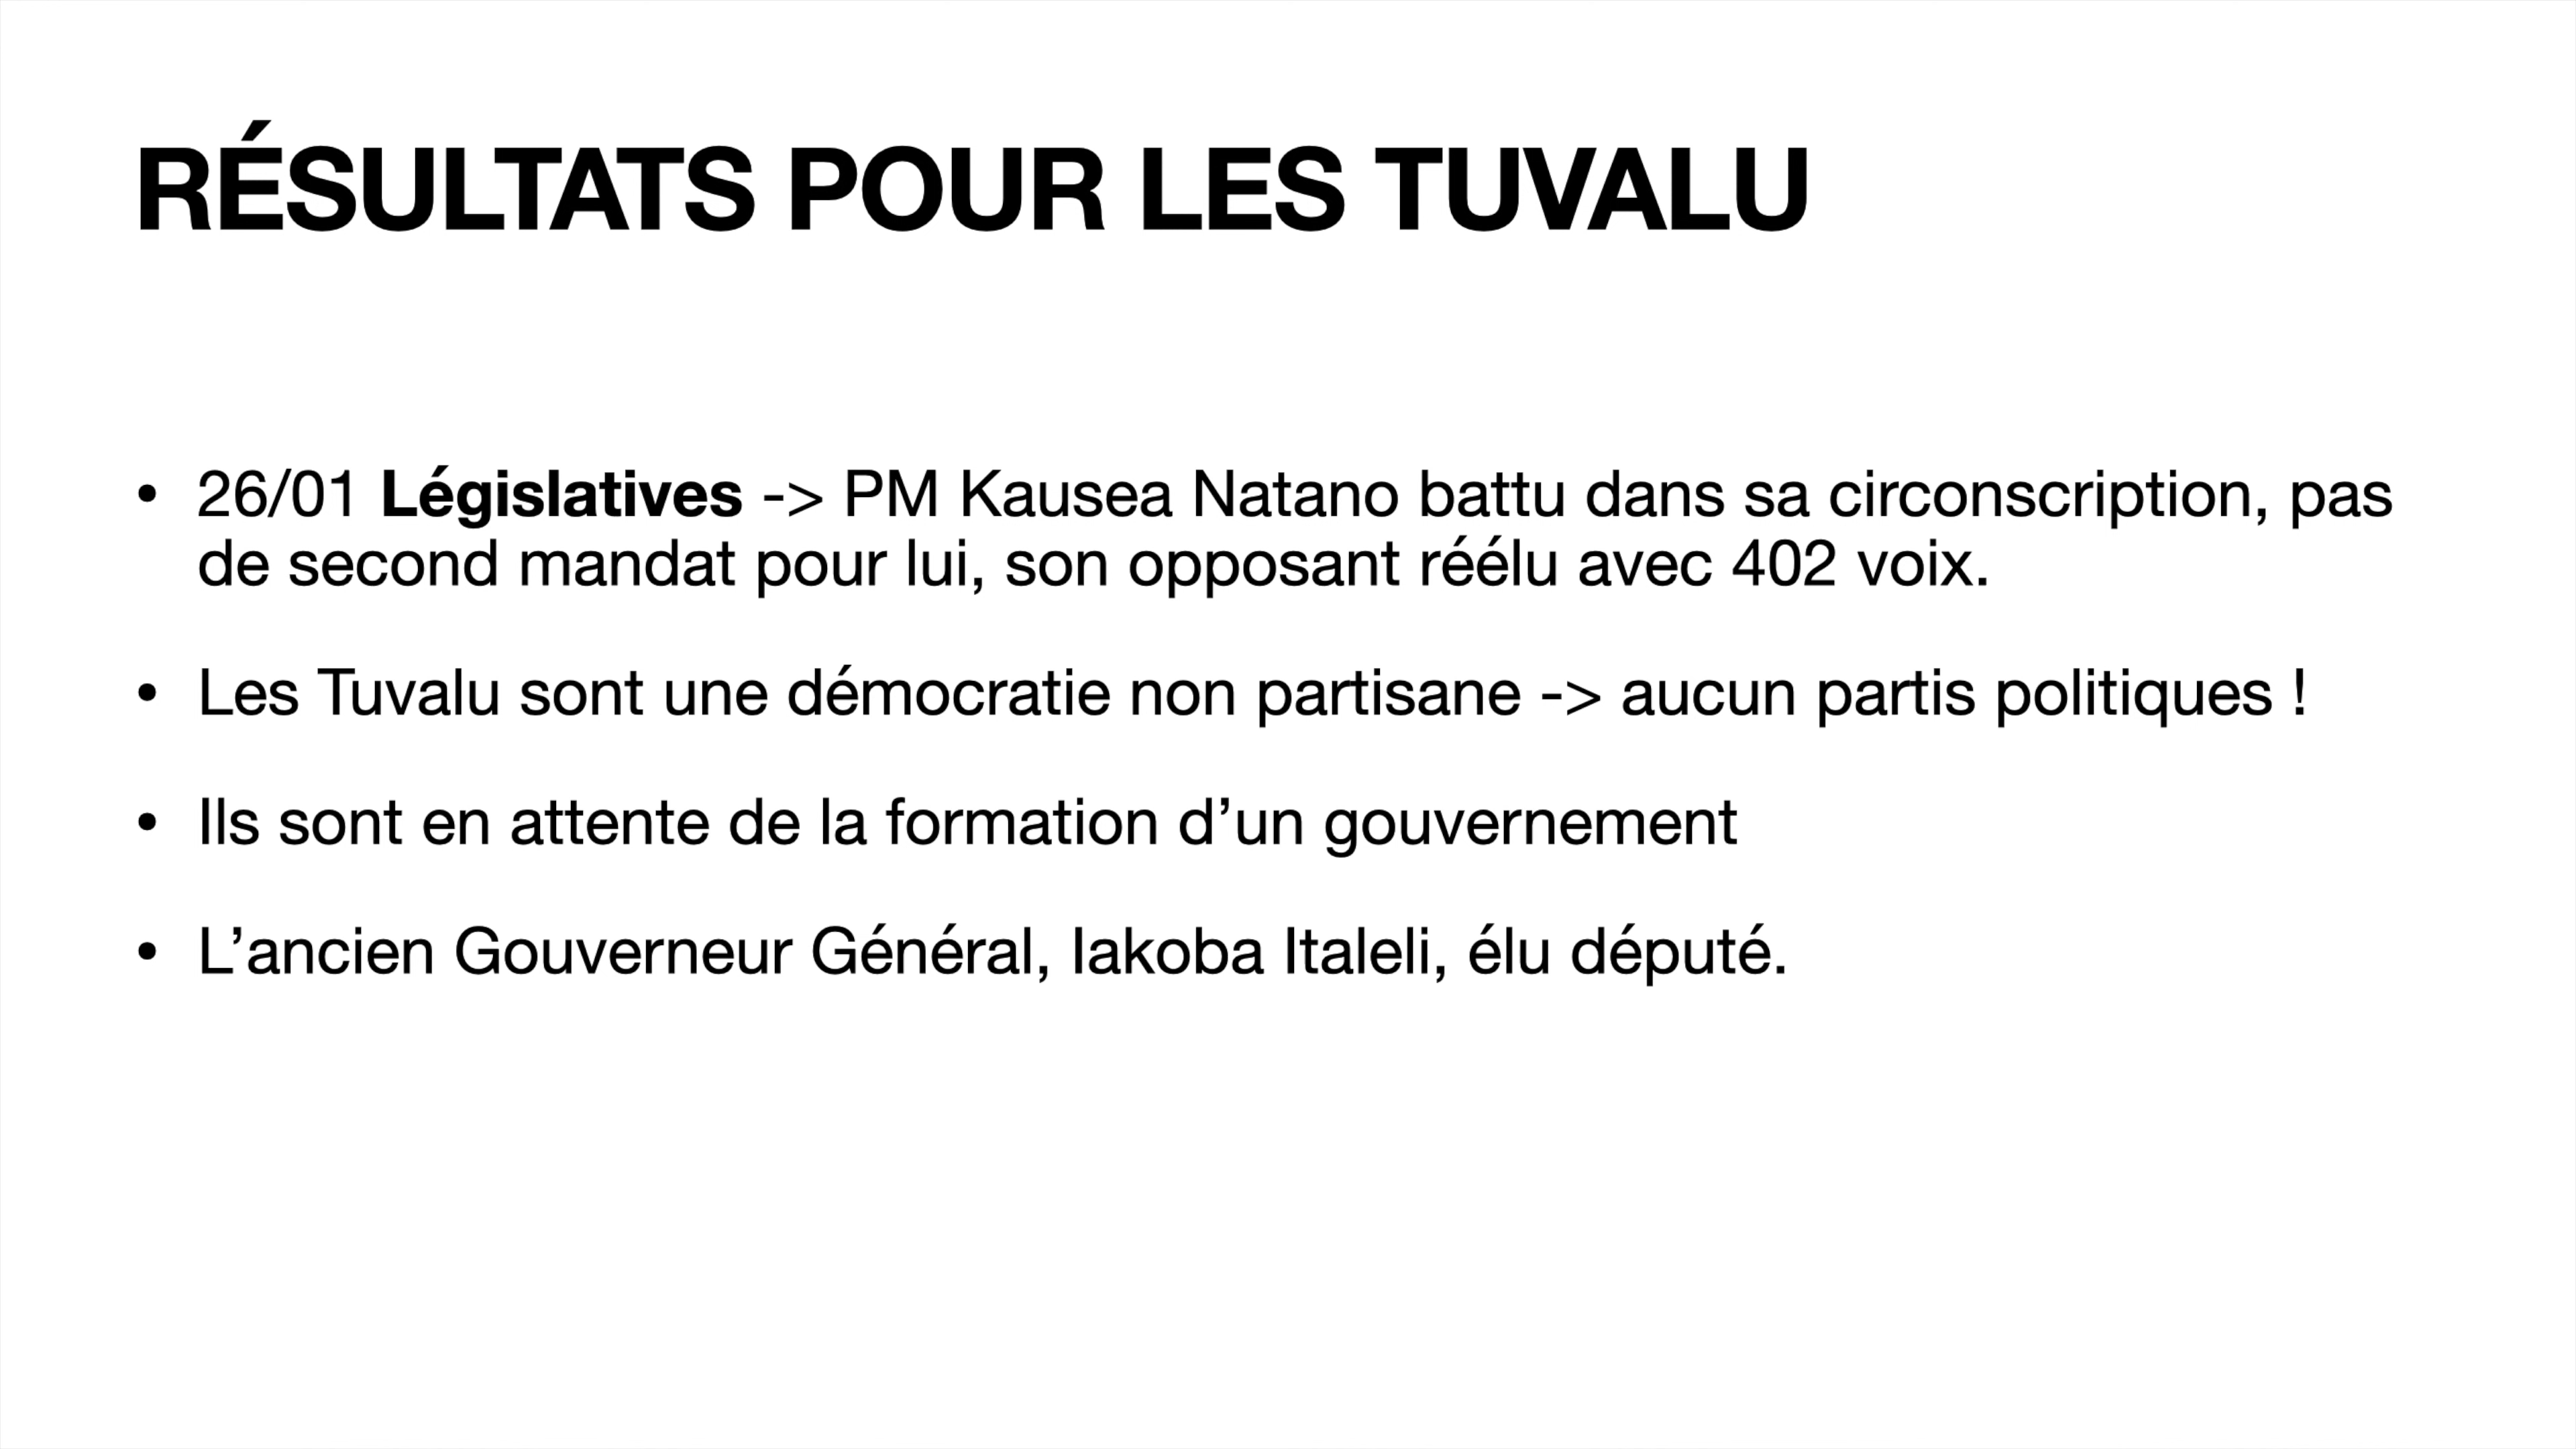 RÉSULTATS POUR LES TUVALU
• 26/01 Législatives -> PM Kausea Natano battu dans sa circonscription, pas
de second mandat pour lui, son opposant réélu avec 402 voix.
• Les Tuvalu sont une démocratie non partisane -> aucun partis politiques !
• Ils sont en attente de la formation d’un gouvernement
• L’ancien Gouverneur Général, Iakoba Italeli, élu député.